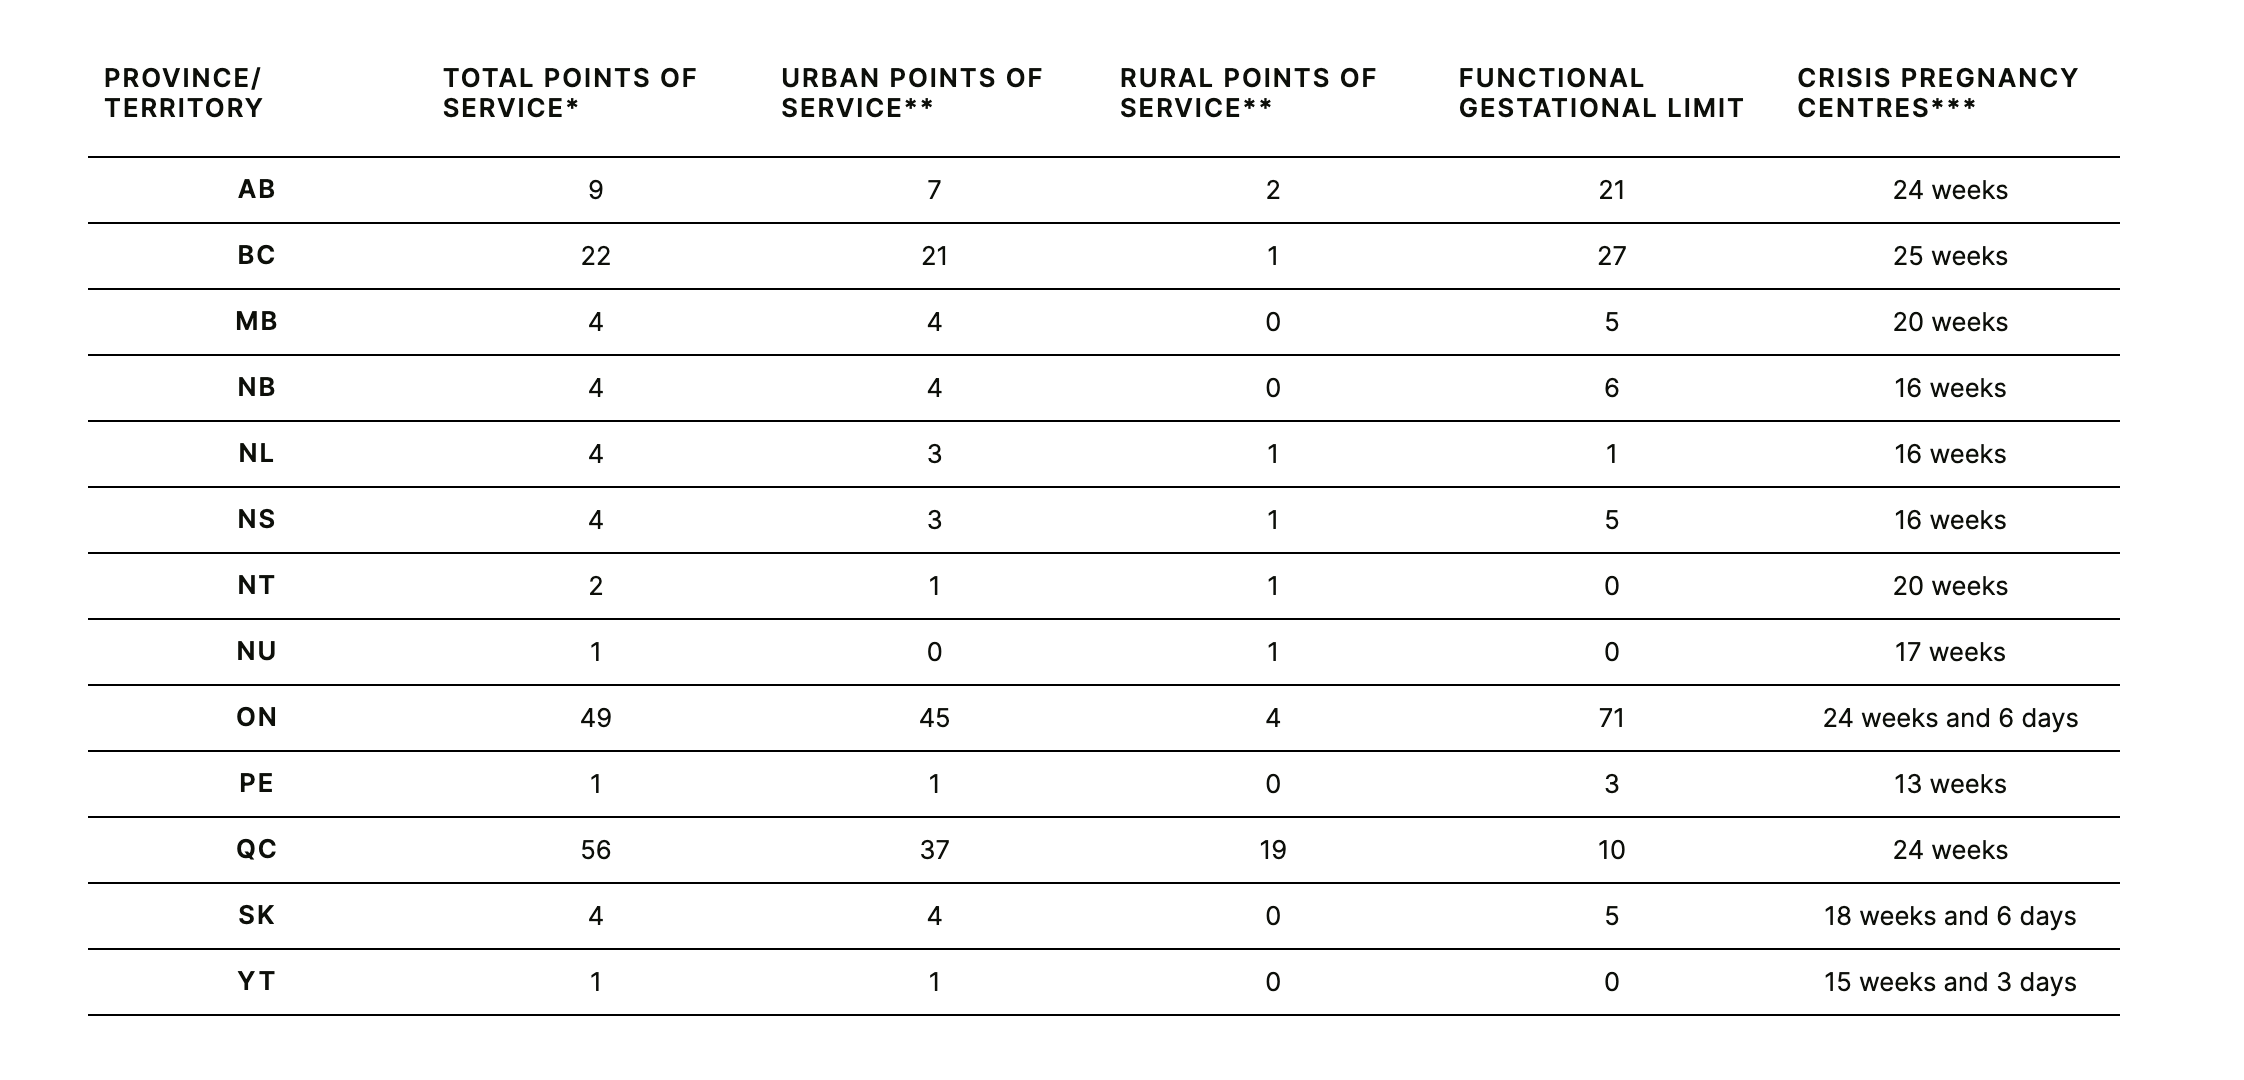 PROVINCE/ TERRITORY TOTAL POINTS OF SERVICE* URBAN POINTS OF SERVICE** RURAL POINTS OF SERVICE** FUNCTIONAL GESTATIONAL LIMIT CRISIS PREGNANCY CENTRES***
AB 9 7 2 21 24 weeks
BC 22 21 1 27 25 weeks
MB 4 4 0 5 20 weeks
NB 4 4 0 6 16 weeks
NL 4 3 1 1 16 weeks
NS 4 3 1 5 16 weeks
NT 2 1 1 0 20 weeks
NU 1 0 1 0 17 weeks
ON 49 45 4 71 24 weeks and 6 days
PE 1 1 0 3 13 weeks
QC 56 37 19 10 24 weeks
SK 4 4 0 5 18 weeks and 6 days
YT 1 1 0 0 15 weeks and 3 days